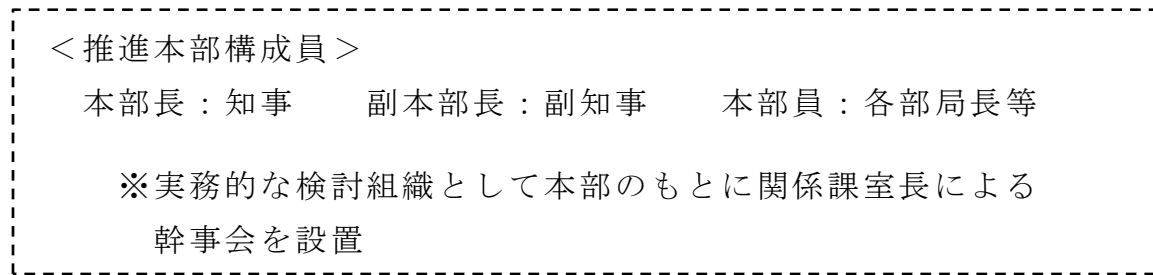 ＜推進本部構成員＞
本部長：知事　　副本部長：副知事　　本部員：各部局長等
※実務的な検討組織として本部のもとに関係課室長による
幹事会を設置